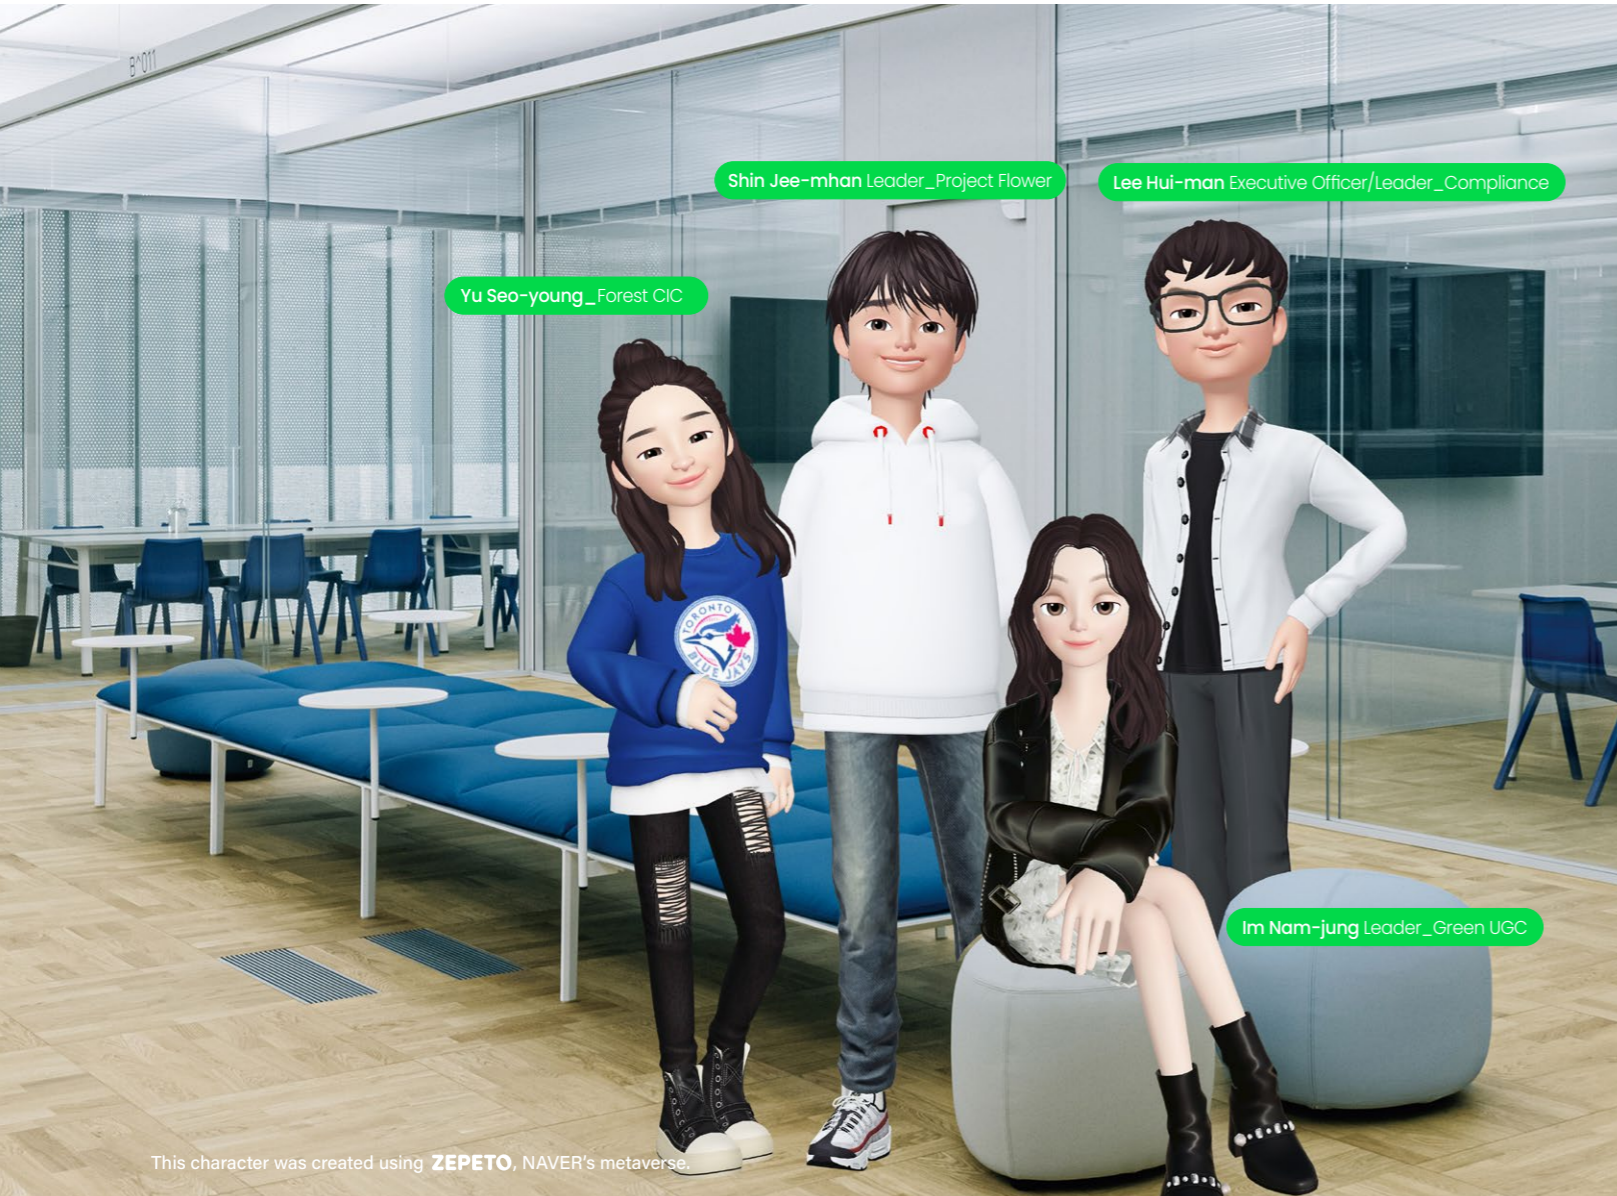 B^011
Shin Jee-mhan Leader_Project Flower
Lee Hui-man Executive Officer/Leader_Compliance
Yu Seo-young_Forest CIC
TORONTO
BLUE JAYS
Im Nam-jung Leader_Green UGC
This character was created using ZEPETO, NAVER's metaverse.